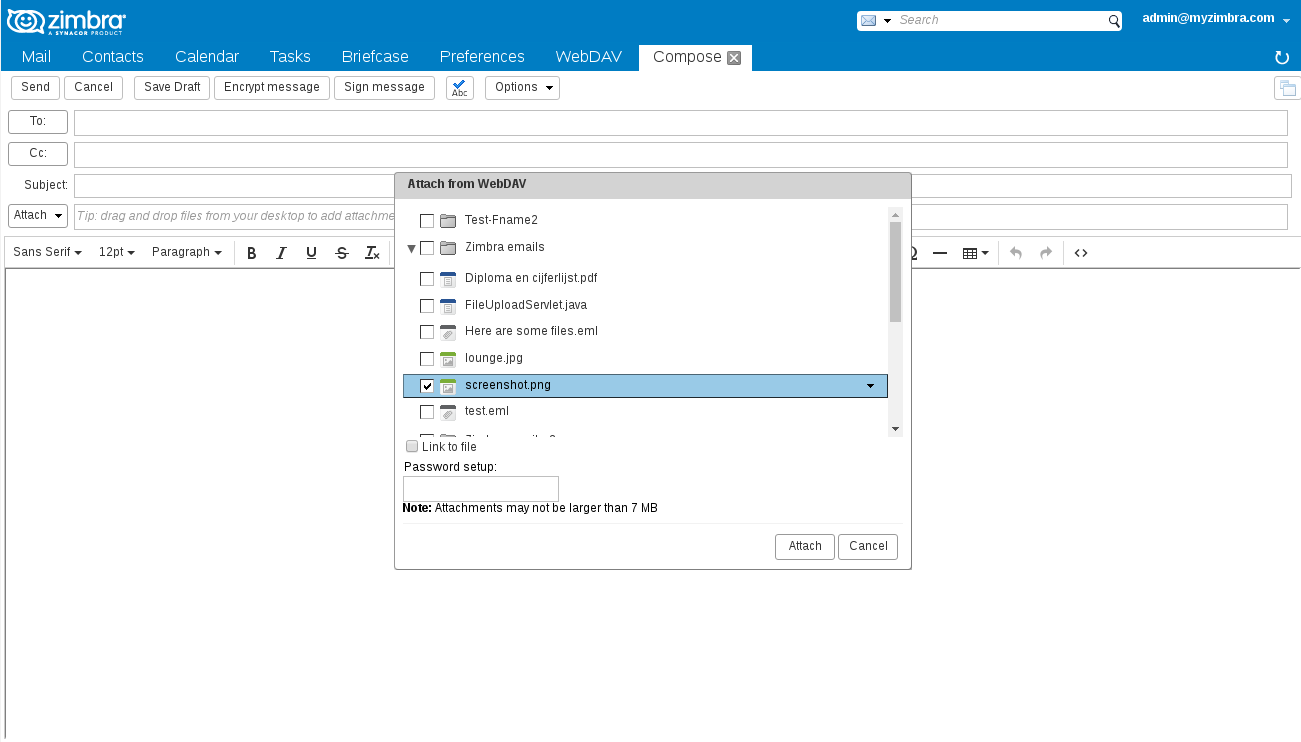 zimbra
A SYNACOR PRODUCT
Search
admin@myzimbra.com
Mail Contacts Calendar Tasks Briefcase Preferences WebDAV Compose
Send Cancel Save Draft Encrypt message Sign message Abc Options
To:
Cc:
Subject:
Attach Tip: drag and drop files from your desktop to add
Sans Serif 12pt Paragraph B I U S Tx
Attach from WebDAV
Test-Fname2
Zimbra emails
Diploma en cijferlijst.pdf
FileUploadServlet.java
Here are some files.eml
lounge.jpg
screenshot.png
test.eml
Link to file
Password setup:
Note: Attachments may not be larger than 7 MB
Attach Cancel